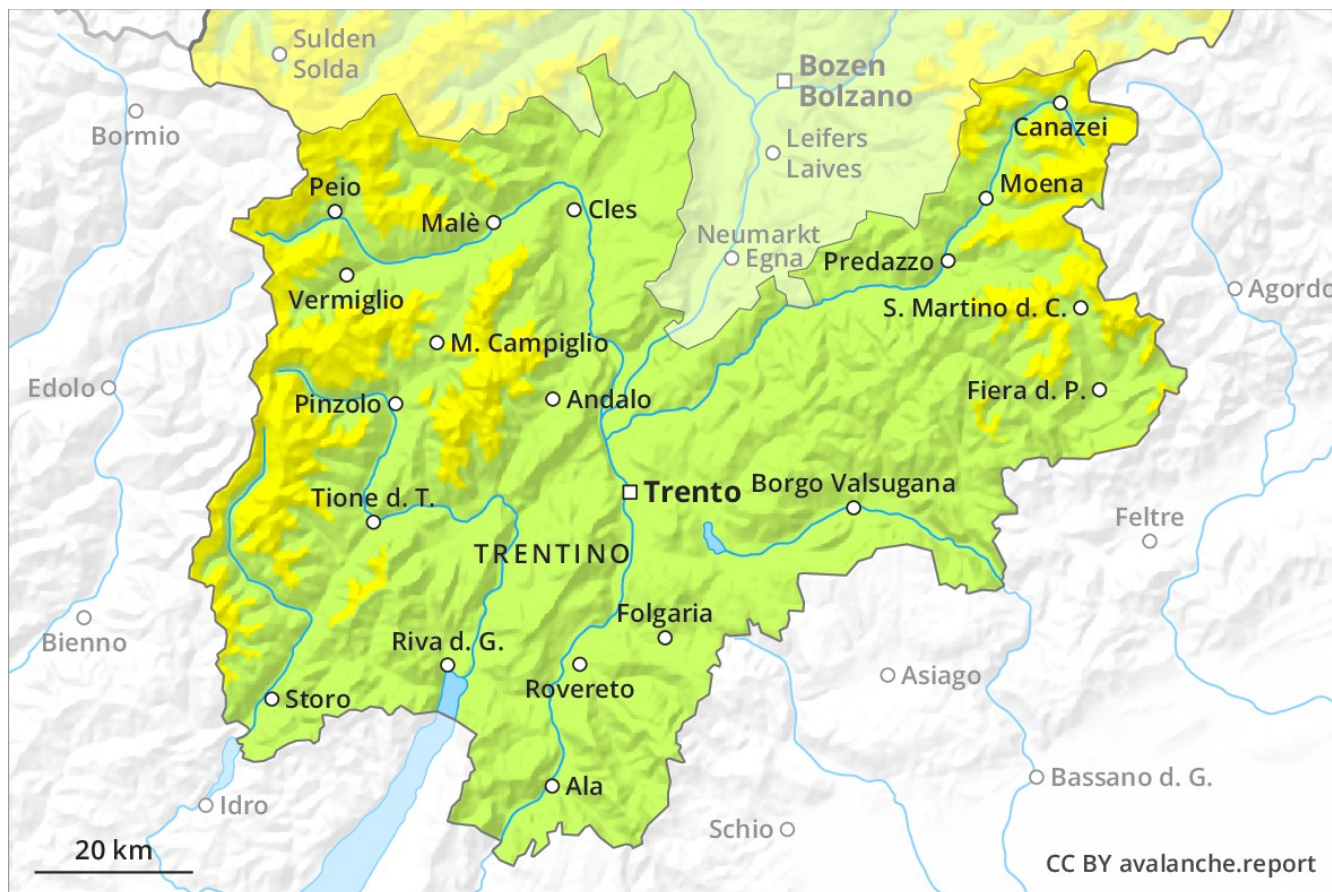 Sulden
Solda
Bozen
Bolzano
Bormio
Canazei
Leifers
Laives
Peio
Moena
Malè
Cles
Neumarkt
Egna
Predazzo
Vermiglio
Agordo
S. Martino d. C.
M. Campiglio
Edolo
Pinzolo
Andalo
Fiera d. P.
Tione d. T.
Trento
Borgo Valsugana
Feltre
TRENTINO
Bienno
Folgaria
Riva d. G.
Asiago
Storo
Rovereto
Ala
Bassano d. G.
Idro
Schio
20 km
CC BY avalanche.report